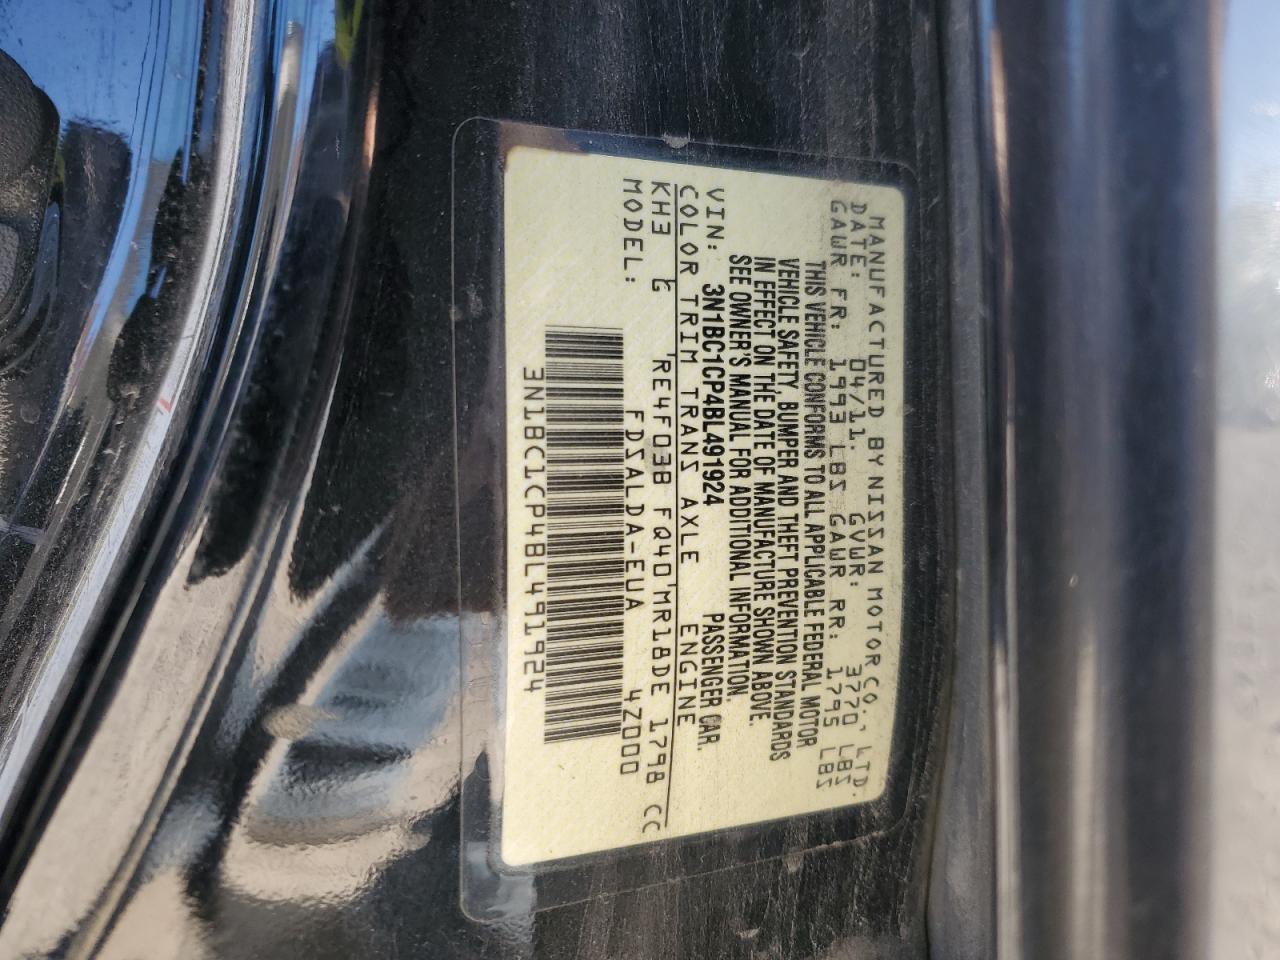 MANUFACTURED BY NISSAN MOTOR CO., LTD.
DATE: 04/11. GVWR: 3770 LBS
GAWR FR: 1993 LBS GAWR RR: 1795 LBS
THIS VEHICLE CONFORMS TO ALL APPLICABLE FEDERAL MOTOR
VEHICLE SAFETY, BUMPER AND THEFT PREVENTION STANDARDS
IN EFFECT ON THE DATE OF MANUFACTURE SHOWN ABOVE.
SEE OWNER'S MANUAL FOR ADDITIONAL INFORMATION.
VIN: 3N1BC1CP4BL491924 PASSENGER CAR.
COLOR TRIM TRANS AXLE ENGINE
KH3 G RE4F03B FQ40 MR18DE 1798 CC
MODEL: FDSALDA-EUA 4Z000
3N1BC1CP4BL491924